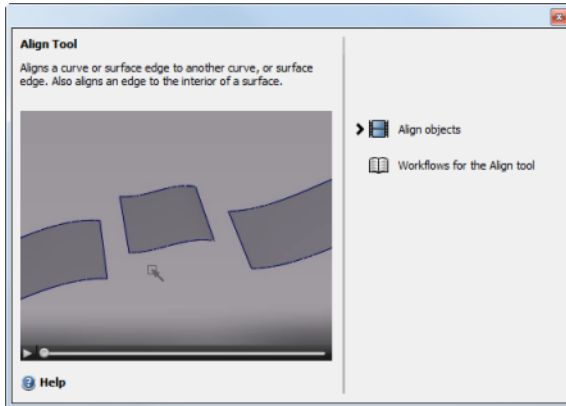 Align Tool
Aligns a curve or surface edge to another curve, or surface
edge. Also aligns an edge to the interior of a surface.
Align objects
Workflows for the Align tool
Help